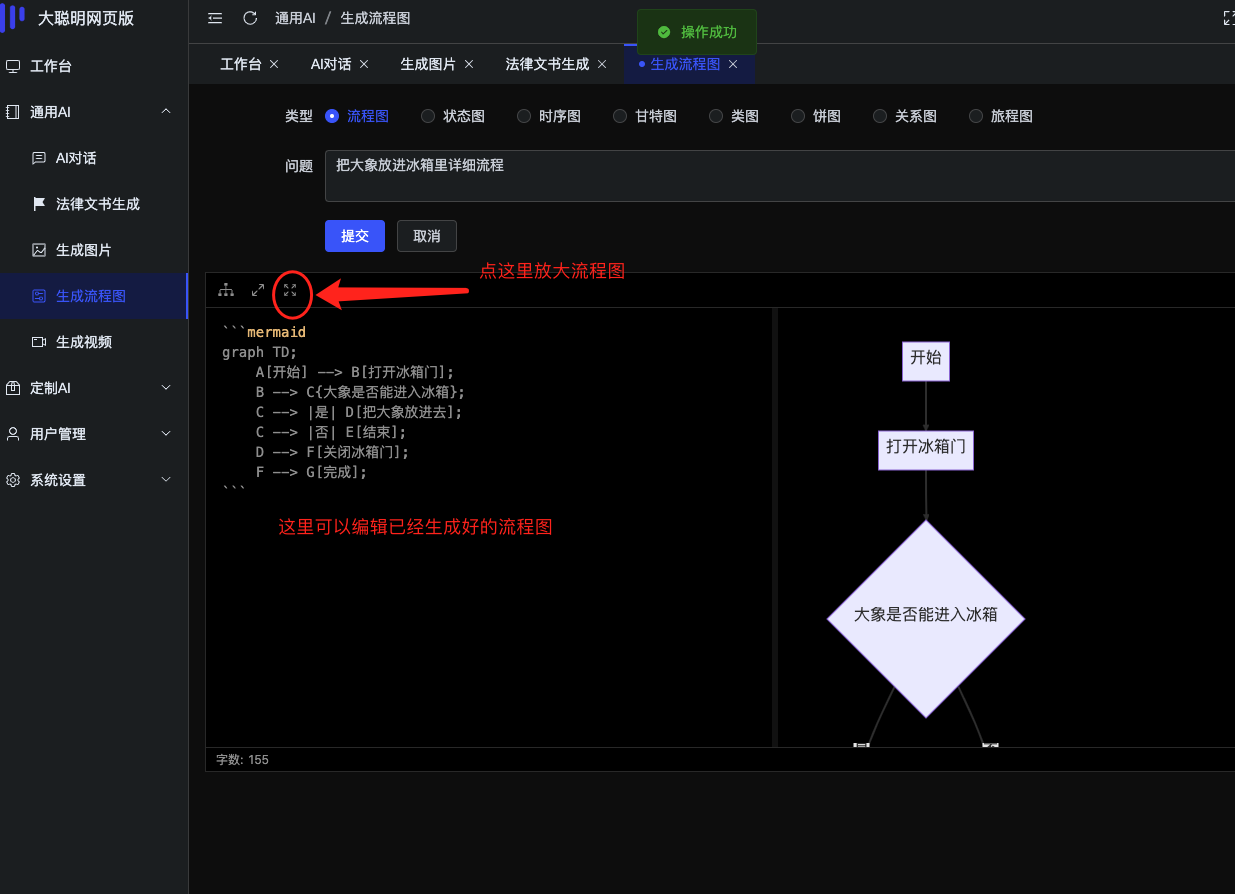 大聪明网页版
通用AI / 生成流程图
操作成功
工作台
AI对话
生成图片
法律文书生成
生成流程图
工作台
通用AI
AI对话
法律文书生成
生成图片
生成流程图
生成视频
定制AI
用户管理
系统设置
类型 流程图 状态图 时序图 甘特图 类图 饼图 关系图 旅程图
问题 把大象放进冰箱里详细流程
提交 取消
点这里放大流程图
```mermaid
graph TD;
    A[开始] --> B[打开冰箱门];
    B --> C{大象是否能进入冰箱};
    C --> |是| D[把大象放进去];
    C --> |否| E[结束];
    D --> F[关闭冰箱门];
    F --> G[完成];
```
这里可以编辑已经生成好的流程图
开始
打开冰箱门
大象是否能进入冰箱
字数: 155